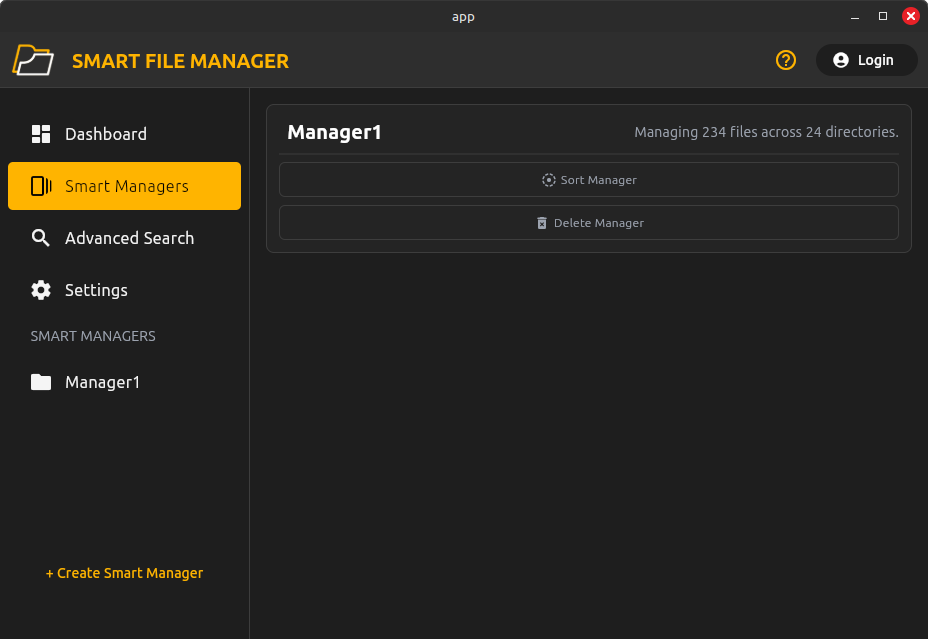 app
SMART FILE MANAGER
Login
Dashboard
Smart Managers
Advanced Search
Settings
SMART MANAGERS
Manager1
+ Create Smart Manager
Manager1
Managing 234 files across 24 directories.
Sort Manager
Delete Manager